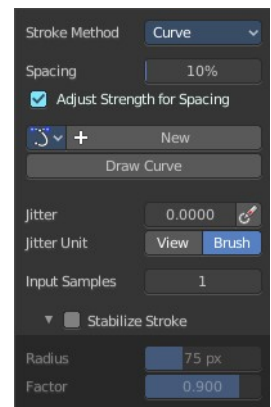 Stroke Method Curve
Spacing 10%
Adjust Strength for Spacing
New
Draw Curve
Jitter 0.0000
Jitter Unit View Brush
Input Samples 1
Stabilize Stroke
Radius 75 px
Factor 0.900